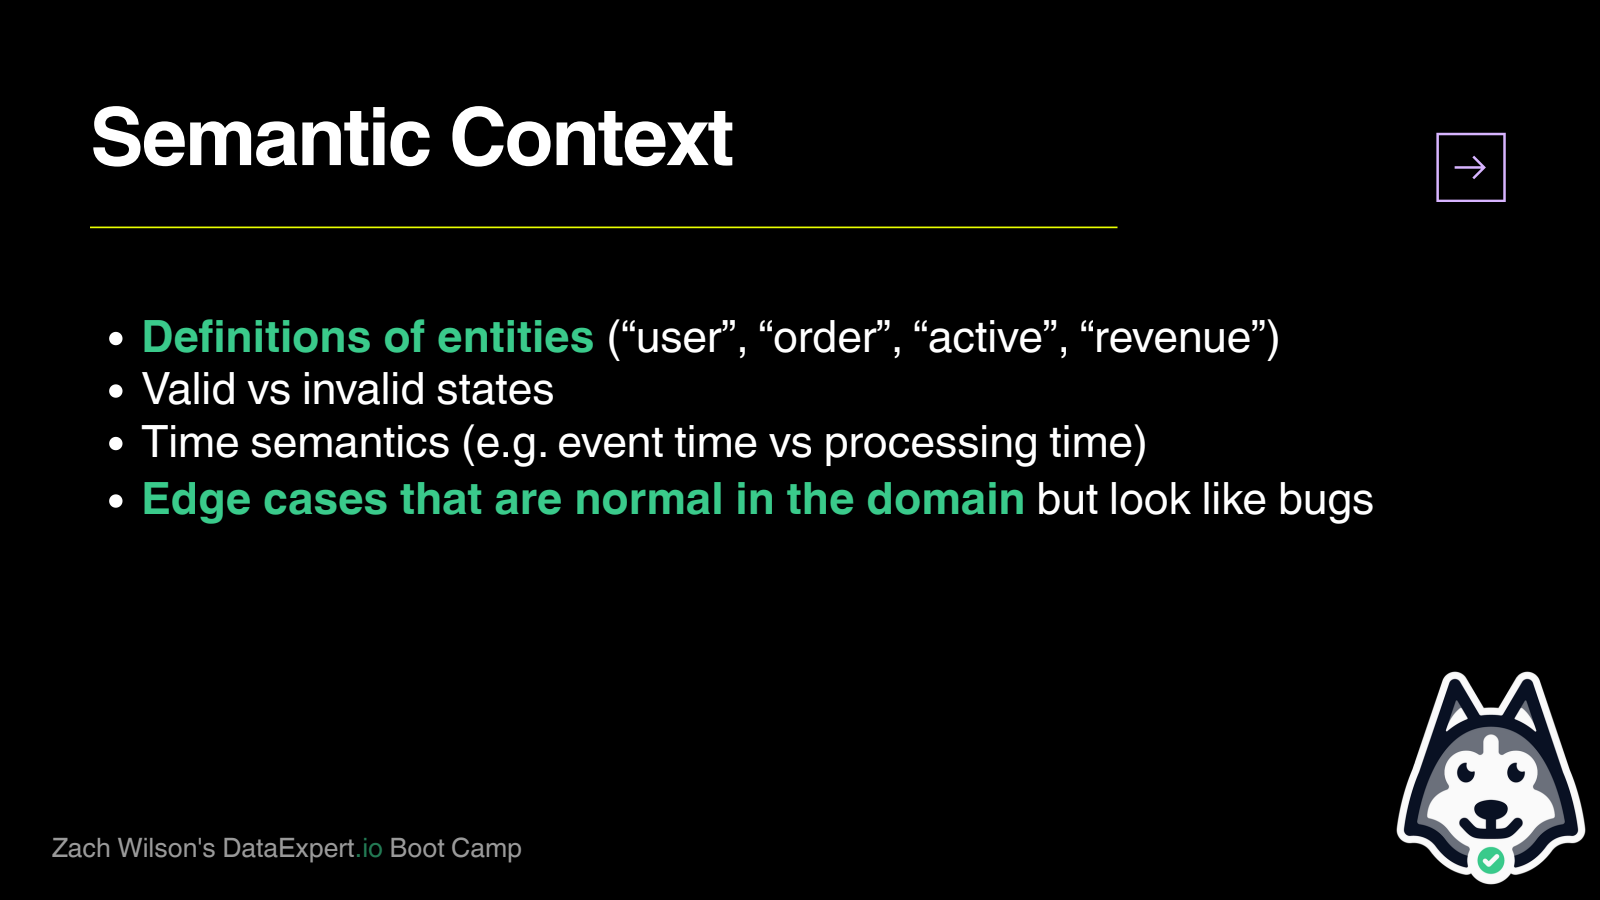 Semantic Context
• Definitions of entities (“user”, “order”, “active”, “revenue”)
• Valid vs invalid states
• Time semantics (e.g. event time vs processing time)
• Edge cases that are normal in the domain but look like bugs
Zach Wilson's DataExpert.io Boot Camp